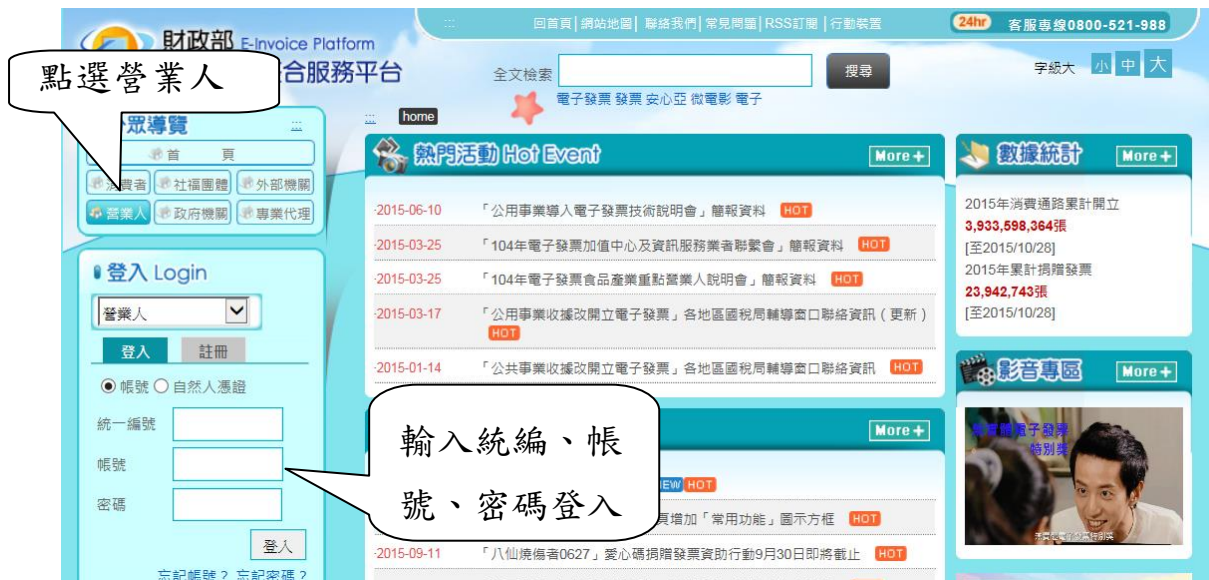 ::: 回首頁| 網站地圖| 聯絡我們| 常見問題|RSS訂閱 |行動裝置
24hr 客服專線0800-521-988
財政部 E-Invoice Platform
合服務平台
點選營業人
全文檢索 搜尋
電子發票 發票 安心亞 微電影 電子
字級大 小 中 大
眾導覽 :::
首 頁
消費者 社福團體 外部機關
營業人 政府機關 專業代理
登入 Login
營業人
登入 註冊
帳號 自然人憑證
統一編號
帳號
密碼
登入
忘記帳號? 忘記密碼?
輸入統編、帳
號、密碼登入
::: home
熱門活動 Hot Event More+
·2015-06-10 「公用事業導入電子發票技術說明會」簡報資料 HOT
·2015-03-25 「104年電子發票加值中心及資訊服務業者聯繫會」簡報資料 HOT
·2015-03-25 「104年電子發票食品產業重點營業人說明會」簡報資料 HOT
·2015-03-17 「公用事業收據改開立電子發票」各地區國稅局輔導窗口聯絡資訊(更新)
HOT
·2015-01-14 「公共事業收據改開立電子發票」各地區國稅局輔導窗口聯絡資訊 HOT
More+
NEW HOT
頁增加「常用功能」圖示方框 HOT
·2015-09-11 「八仙燒傷者0627」愛心碼捐贈發票資助行動9月30日即將截止 HOT
數據統計 More+
2015年消費通路累計開立
3,933,598,364張
[至2015/10/28]
2015年累計捐贈發票
23,942,743張
[至2015/10/28]
影音專區 More+
電子發票
特別獎